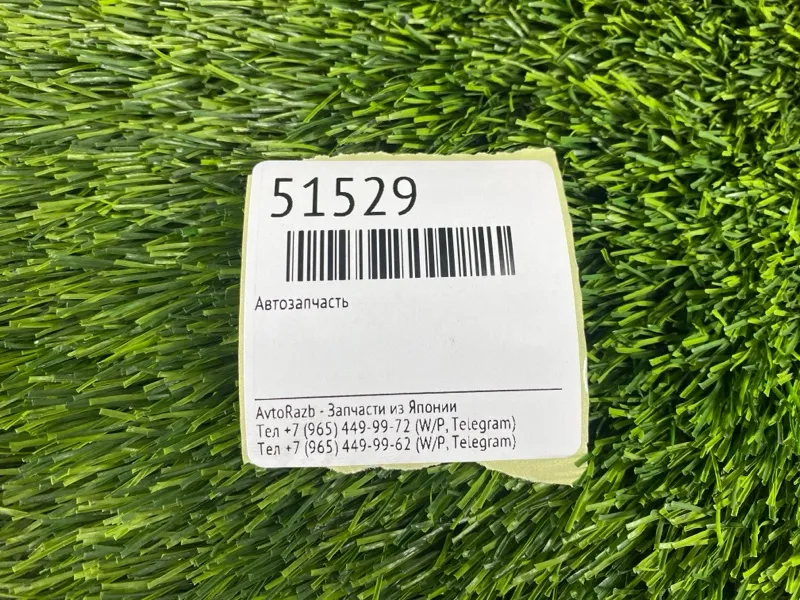 51529
Автозапчасть
AvtoRazb - Запчасти из Японии
Тел +7 (965) 449-99-72 (W/P, Telegram)
Тел +7 (965) 449-99-62 (W/P, Telegram)